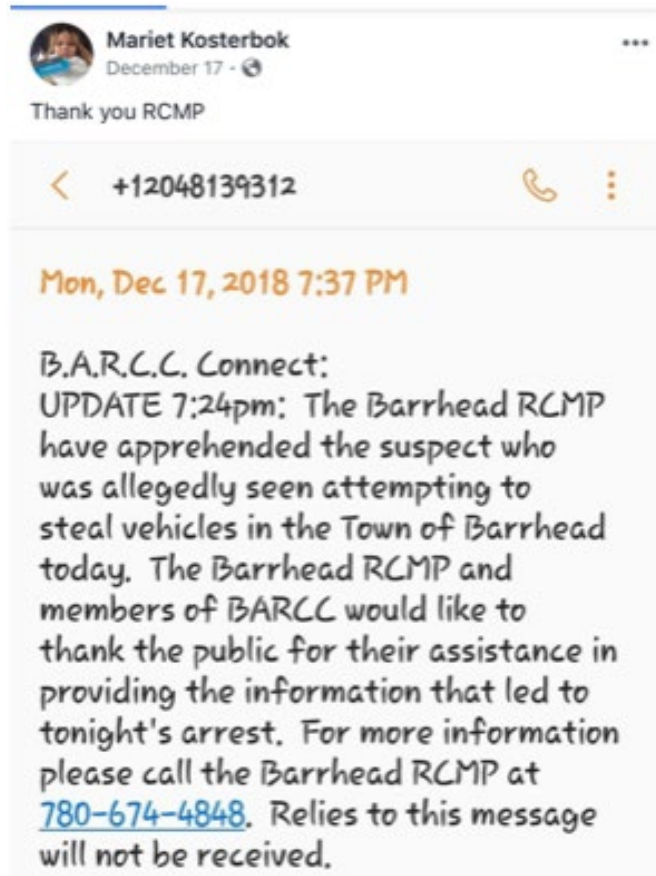 Mariet Kosterbok
December 17 ·
Thank you RCMP
+12048139312
Mon, Dec 17, 2018 7:37 PM
B.A.R.C.C. Connect:
UPDATE 7:24pm: The Barrhead RCMP
have apprehended the suspect who
was allegedly seen attempting to
steal vehicles in the Town of Barrhead
today. The Barrhead RCMP and
members of BARCC would like to
thank the public for their assistance in
providing the information that led to
tonight's arrest. For more information
please call the Barrhead RCMP at
780-674-4848. Relies to this message
will not be received.